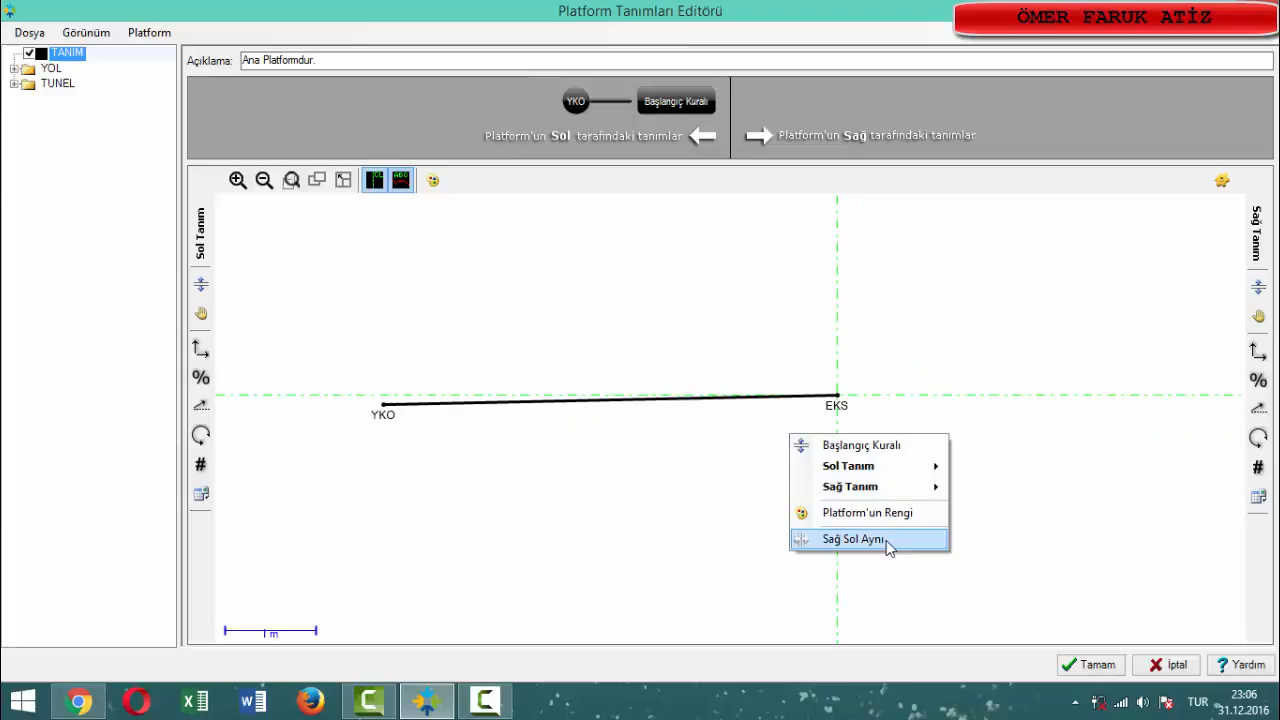 Platform Tanımları Editörü
ÖMER FARUK ATİZ
Dosya Görünüm Platform
TANIM
YOL
TUNEL
Açıklama: Ana Platformdur.
YKO Başlangıç Kuralı
Platform'un Sol tarafındaki tanımlar
Platform'un Sağ tarafındaki tanımlar
Sol Tanım
Sağ Tanım
YKO
EKS
Başlangıç Kuralı
Sol Tanım
Sağ Tanım
Platform'un Rengi
Sağ Sol Aynı
1 m
Tamam İptal Yardım
TUR
23:06
31.12.2016